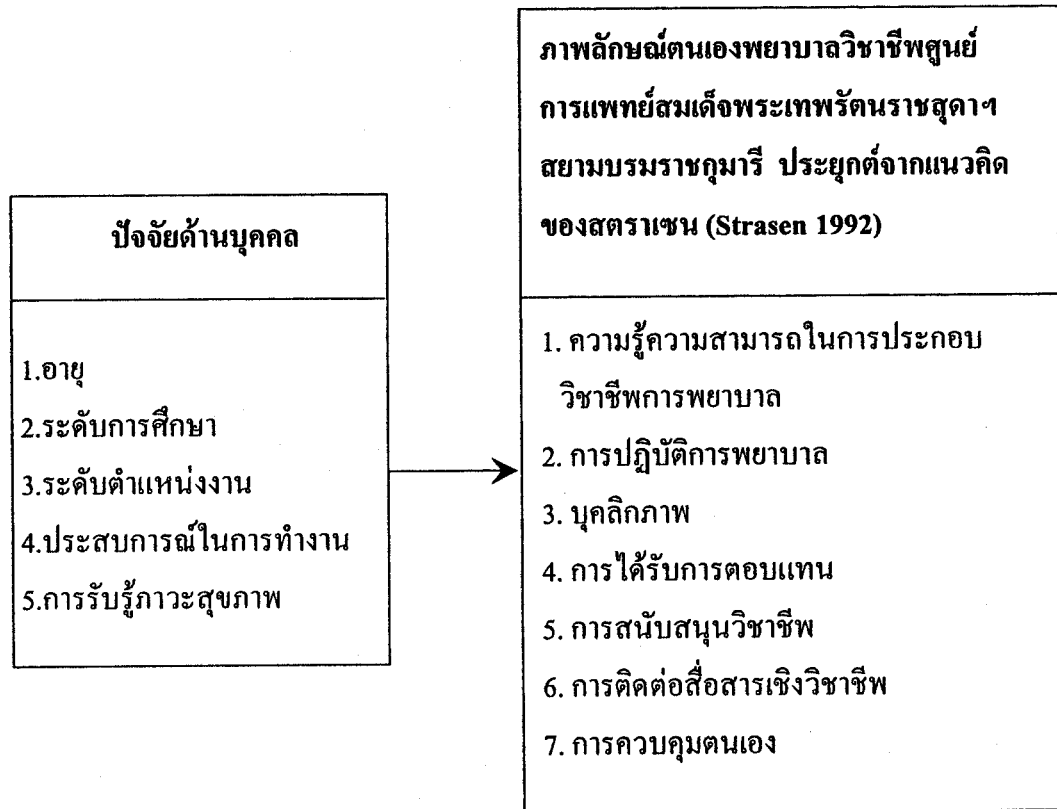 ปัจจัยด้านบุคคล
1.อายุ
2.ระดับการศึกษา
3.ระดับตำแหน่งงาน
4.ประสบการณ์ในการทำงาน
5.การรับรู้ภาวะสุขภาพ
ภาพลักษณ์ตนเองพยาบาลวิชาชีพศูนย์
การแพทย์สมเด็จพระเทพรัตนราชสุดาฯ
สยามบรมราชกุมารี ประยุกต์จากแนวคิด
ของสตราเซน (Strasen 1992)
1. ความรู้ความสามารถในการประกอบ
วิชาชีพการพยาบาล
2. การปฏิบัติการพยาบาล
3. บุคลิกภาพ
4. การได้รับการตอบแทน
5. การสนับสนุนวิชาชีพ
6. การติดต่อสื่อสารเชิงวิชาชีพ
7. การควบคุมตนเอง